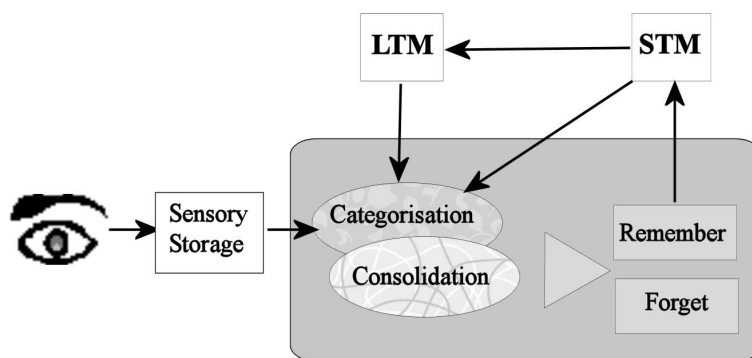 LTM
STM
Sensory
Storage
Categorisation
Consolidation
Remember
Forget